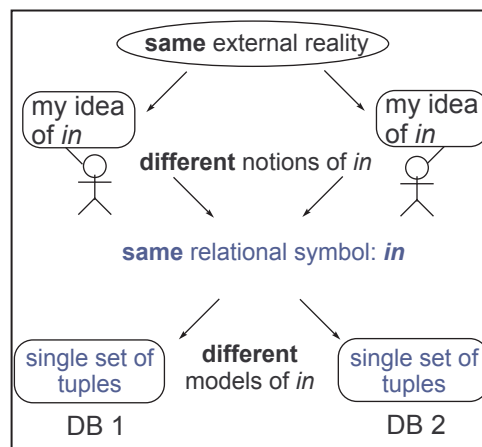 same external reality
my idea
of in
my idea
of in
different notions of in
same relational symbol: in
single set of
tuples
different
models of in
single set of
tuples
DB 1
DB 2